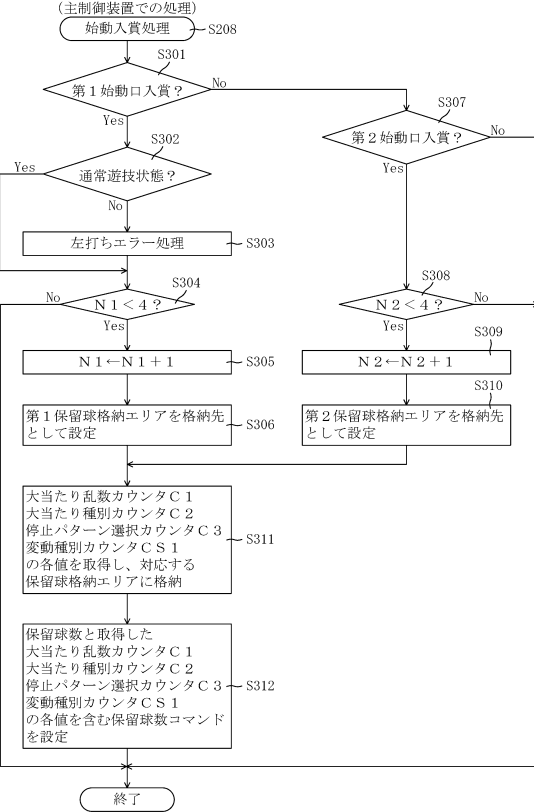 (主制御装置での処理)
始動入賞処理
S208
S301
第1始動口入賞?
No
Yes
S307
第2始動口入賞?
No
Yes
S302
通常遊技状態?
Yes
No
左打ちエラー処理
S303
S304
N1<4?
No
Yes
S308
N2<4?
No
Yes
N1←N1+1
S305
S309
N2←N2+1
第1保留球格納エリアを格納先
として設定
S306
S310
第2保留球格納エリアを格納先
として設定
大当たり乱数カウンタC1
大当たり種別カウンタC2
停止パターン選択カウンタC3
変動種別カウンタCS1
の各値を取得し、対応する
保留球格納エリアに格納
S311
保留球数と取得した
大当たり乱数カウンタC1
大当たり種別カウンタC2
停止パターン選択カウンタC3
変動種別カウンタCS1
の各値を含む保留球数コマンド
を設定
S312
終了